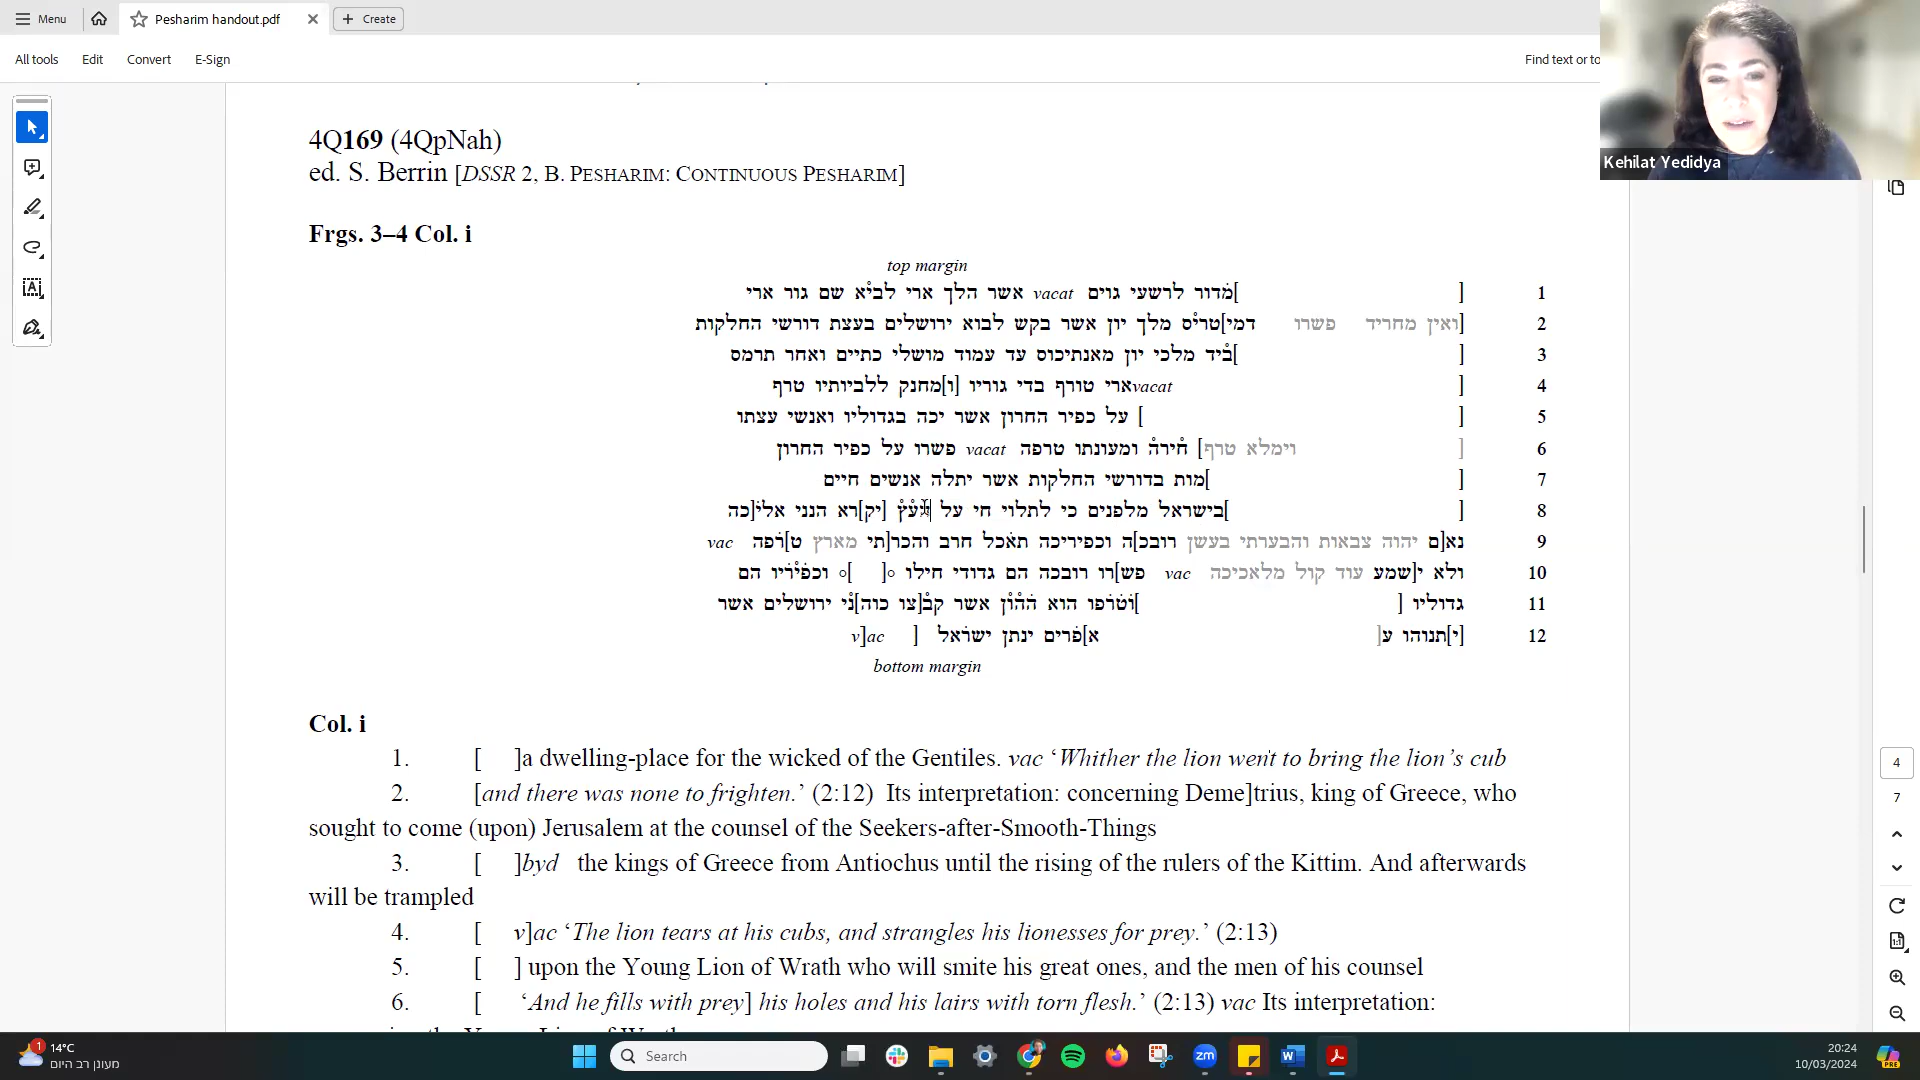 Menu
Pesharim handout.pdf
Create
All tools
Edit
Convert
E-Sign
Find text or to
Kehilat Yedidya
4Q169 (4QpNah)
ed. S. Berrin [DSSR 2, B. PESHARIM: CONTINUOUS PESHARIM]
Frgs. 3–4 Col. i
top margin
1 [ ]מדור לרשעי גוים vacat אשר הלך ארי לביא שם גור ארי
2 [ואין מחריד פשרו דמי]טריס מלך יון אשר בקש לבוא ירושלים בעצת דורשי החלקות
3 [ ]ביד מלכי יון מאנתיכוס עד עמוד מושלי כתיים ואחר תרמס
4 [ vacat ארי טורף בדי גוריו [ו]מחנק ללביותיו טרף
5 [ ] על כפיר החרון אשר יכה בגדוליו ואנשי עצתו
6 [ וימלא טרף] חירה ומעונתו טרפה vacat פשרו על כפיר החרון
7 [ ]מות בדורשי החלקות אשר יתלה אנשים חיים
8 [ ]בישראל מלפנים כי לתלוי חי על העץ [יק]רא הנני אלי[כה
9 נא[ם יהוה צבאות והבערתי בעשן רובכ]ה וכפיריכה תאכל חרב והכר[תי מארץ ט]רפה vac
10 ולא י[שמע עוד קול מלאכיכה vac פש]רו רובכה הם גדודי חילו ○[ ]○ וכפיריו הם
11 גדוליו [ ]וטרפו הוא ההון אשר קב[צו כוה]ני ירושלים אשר
12 [י]תנוהו ע[ א]פרים ינתן ישראל [ v]ac
bottom margin
Col. i
1. [ ]a dwelling-place for the wicked of the Gentiles. vac ‘Whither the lion went to bring the lion’s cub
2. [and there was none to frighten.’ (2:12) Its interpretation: concerning Deme]trius, king of Greece, who
sought to come (upon) Jerusalem at the counsel of the Seekers-after-Smooth-Things
3. [ ]byd the kings of Greece from Antiochus until the rising of the rulers of the Kittim. And afterwards
will be trampled
4. [ v]ac ‘The lion tears at his cubs, and strangles his lionesses for prey.’ (2:13)
5. [ ] upon the Young Lion of Wrath who will smite his great ones, and the men of his counsel
6. [ ‘And he fills with prey] his holes and his lairs with torn flesh.’ (2:13) vac Its interpretation:
4
7
14°C
מעונן רב היום
Search
20:24
10/03/2024